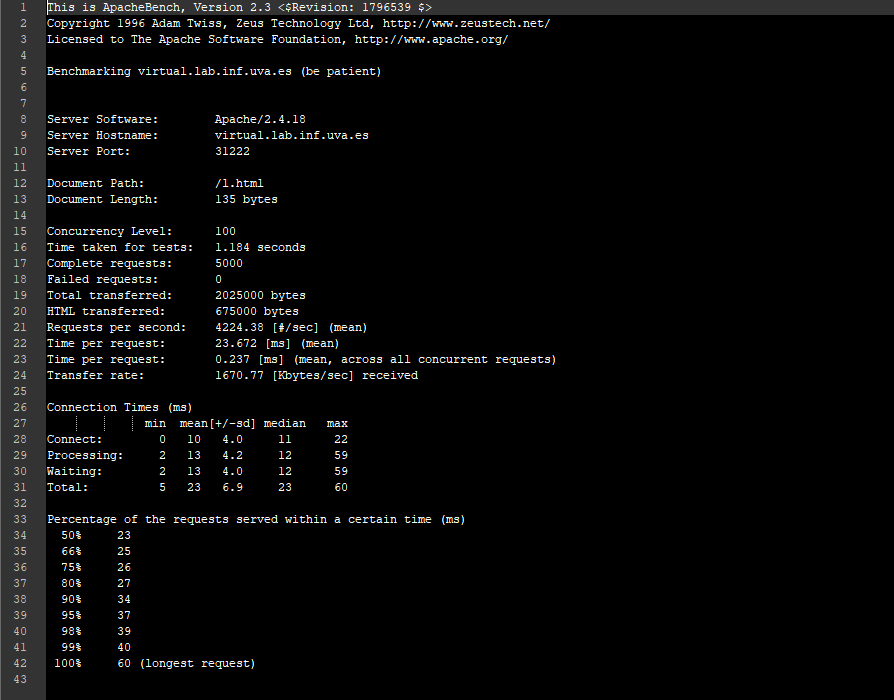 1 This is ApacheBench, Version 2.3 <$Revision: 1796539 $>
2 Copyright 1996 Adam Twiss, Zeus Technology Ltd, http://www.zeustech.net/
3 Licensed to The Apache Software Foundation, http://www.apache.org/
4
5 Benchmarking virtual.lab.inf.uva.es (be patient)
6
7
8 Server Software: Apache/2.4.18
9 Server Hostname: virtual.lab.inf.uva.es
10 Server Port: 31222
11
12 Document Path: /1.html
13 Document Length: 135 bytes
14
15 Concurrency Level: 100
16 Time taken for tests: 1.184 seconds
17 Complete requests: 5000
18 Failed requests: 0
19 Total transferred: 2025000 bytes
20 HTML transferred: 675000 bytes
21 Requests per second: 4224.38 [#/sec] (mean)
22 Time per request: 23.672 [ms] (mean)
23 Time per request: 0.237 [ms] (mean, across all concurrent requests)
24 Transfer rate: 1670.77 [Kbytes/sec] received
25
26 Connection Times (ms)
27 min mean[+/-sd] median max
28 Connect: 0 10 4.0 11 22
29 Processing: 2 13 4.2 12 59
30 Waiting: 2 13 4.0 12 59
31 Total: 5 23 6.9 23 60
32
33 Percentage of the requests served within a certain time (ms)
34 50% 23
35 66% 25
36 75% 26
37 80% 27
38 90% 34
39 95% 37
40 98% 39
41 99% 40
42 100% 60 (longest request)
43